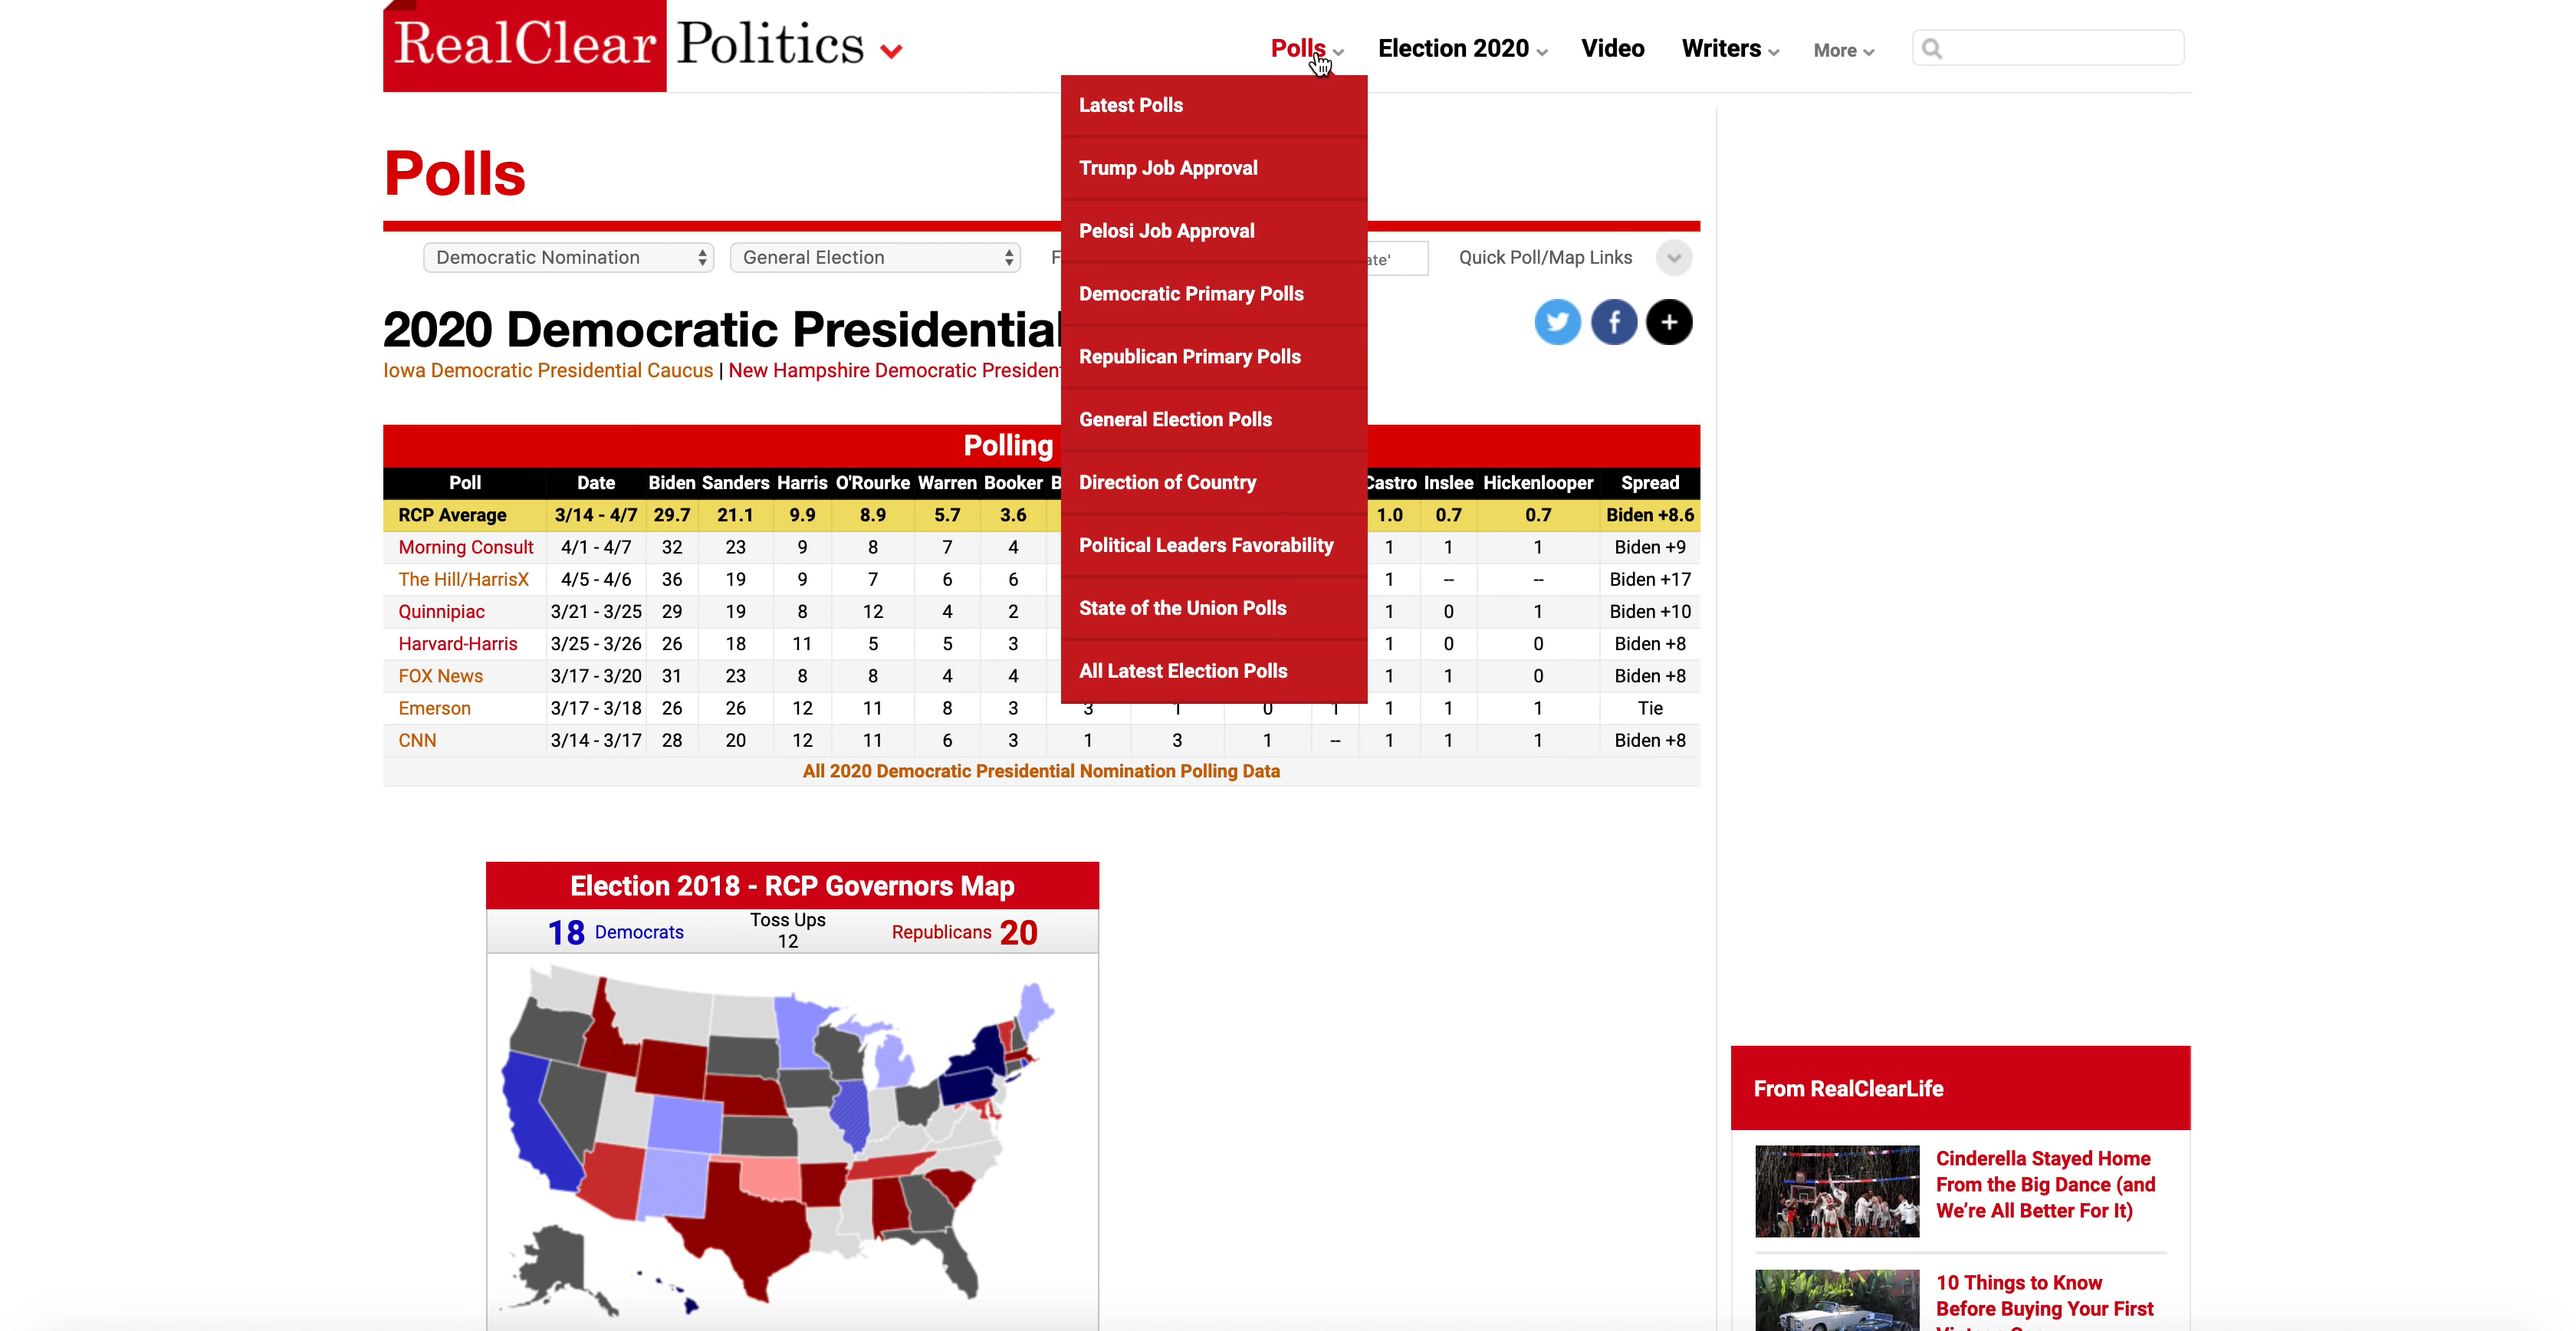 RealClear Politics
Polls Election 2020 Video Writers More
Latest Polls
Trump Job Approval
Pelosi Job Approval
Democratic Primary Polls
Republican Primary Polls
General Election Polls
Direction of Country
Political Leaders Favorability
State of the Union Polls
All Latest Election Polls
Polls
Democratic Nomination General Election F ate' Quick Poll/Map Links
2020 Democratic Presidential
Iowa Democratic Presidential Caucus | New Hampshire Democratic Presiden
Polling
Poll Date Biden Sanders Harris O'Rourke Warren Booker B Castro Inslee Hickenlooper Spread
RCP Average 3/14 - 4/7 29.7 21.1 9.9 8.9 5.7 3.6 1.0 0.7 0.7 Biden +8.6
Morning Consult 4/1 - 4/7 32 23 9 8 7 4 1 1 1 Biden +9
The Hill/HarrisX 4/5 - 4/6 36 19 9 7 6 6 1 -- -- Biden +17
Quinnipiac 3/21 - 3/25 29 19 8 12 4 2 1 0 1 Biden +10
Harvard-Harris 3/25 - 3/26 26 18 11 5 5 3 1 0 0 Biden +8
FOX News 3/17 - 3/20 31 23 8 8 4 4 1 1 0 Biden +8
Emerson 3/17 - 3/18 26 26 12 11 8 3 3 1 0 1 1 1 1 Tie
CNN 3/14 - 3/17 28 20 12 11 6 3 1 3 1 -- 1 1 1 Biden +8
All 2020 Democratic Presidential Nomination Polling Data
Election 2018 - RCP Governors Map
18 Democrats Toss Ups 12 Republicans 20
From RealClearLife
Cinderella Stayed Home
From the Big Dance (and
We're All Better For It)
10 Things to Know
Before Buying Your First